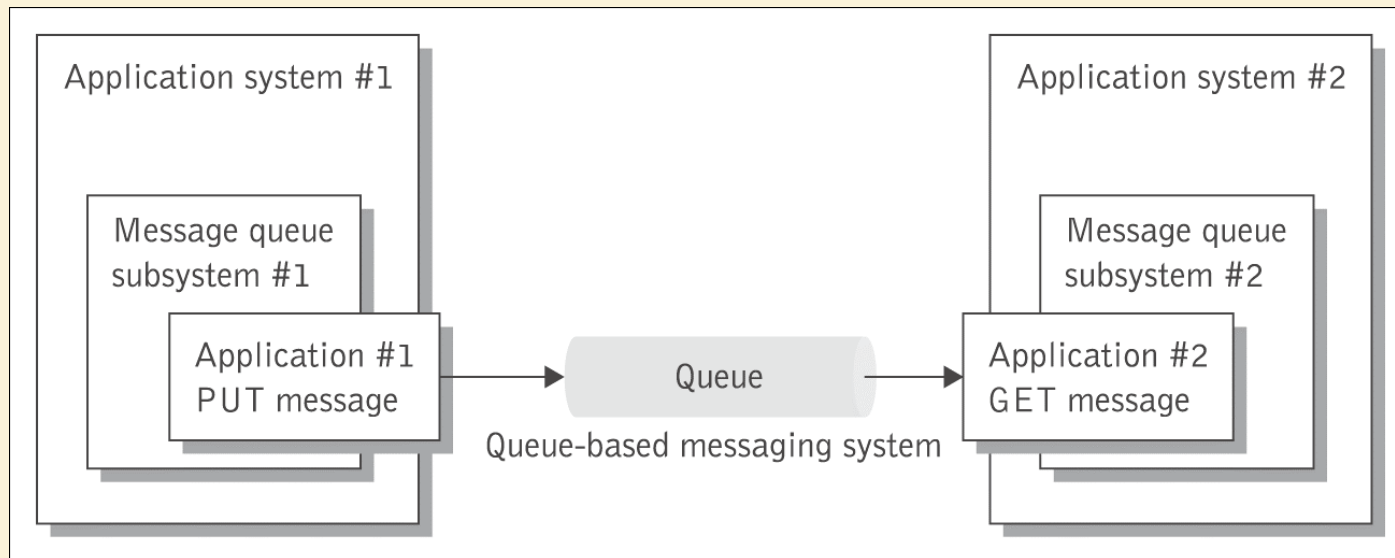 Application system #1
Message queue
subsystem #1
Application #1
PUT message
Queue
Queue-based messaging system
Application system #2
Message queue
subsystem #2
Application #2
GET message